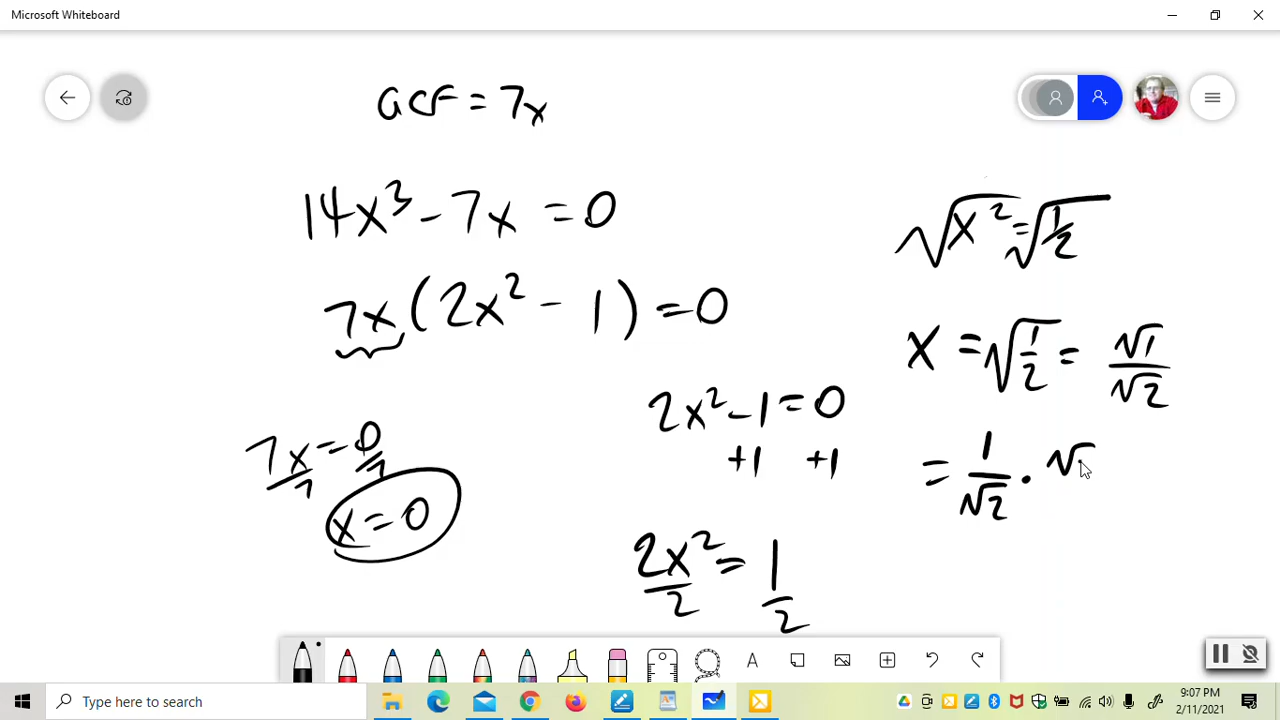 Microsoft Whiteboard
GCF = 7x
14x³ - 7x = 0
7x(2x² - 1) = 0
7x = 0
7 7
x = 0
2x² - 1 = 0
+1 +1
2x² = 1
2 2
√x² = √1/2
x = √1/2 = √1/√2
= 1/√2 · √
A
Type here to search
9:07 PM
2/11/2021